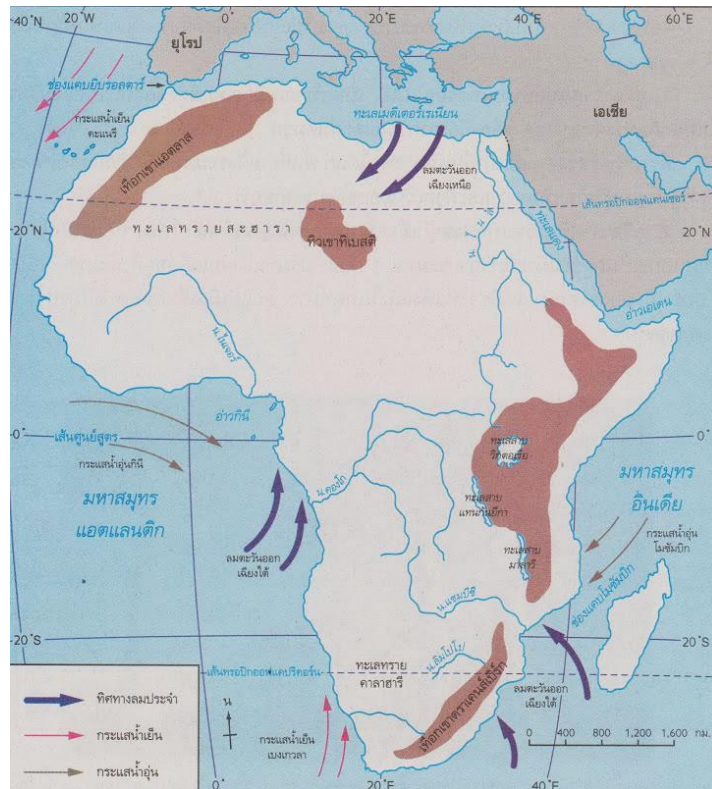 40°N
20°W
0°
20°E
40°E
60°E
40°N
ยุโรป
ช่องแคบยิบรอลตาร์
กระแสน้ำเย็น
คะแนรี
ทะเลเมดิเตอร์เรเนียน
เอเชีย
เทือกเขาแอตลาส
ลมตะวันออก
เฉียงเหนือ
เส้นทรอปิกออฟแคนเซอร์
20°N
ทะเลทรายสะฮารา
ทิวเขาทิเบสตี
น.ไนล์
ทะเลแดง
20°N
อ่าวเอเดน
น.ไนเจอร์
อ่าวกินี
0°
เส้นศูนย์สูตร
กระแสน้ำอุ่นกินี
ทะเลสาบ
วิกตอเรีย
0°
มหาสมุทร
แอตแลนติก
น.คองโก
ทะเลสาบ
แทนกันยีกา
มหาสมุทร
อินเดีย
ลมตะวันออก
เฉียงใต้
ทะเลสาบ
มาลาวี
กระแสน้ำอุ่น
โมซัมบิก
น.แซมบีซี
ช่องแคบโมซัมบิก
20°S
20°S
เส้นทรอปิกออฟแคปริคอร์น
ทะเลทราย
คาลาฮารี
น.ลิมโปโป
เทือกเขาดราเคนส์เบิร์ก
ลมตะวันออก
เฉียงใต้
ทิศทางลมประจำ
กระแสน้ำเย็น
กระแสน้ำอุ่น
น
กระแสน้ำเย็น
เบงเกวลา
0 400 800 1,200 1,600 กม.
20°W
0°
20°E
40°E